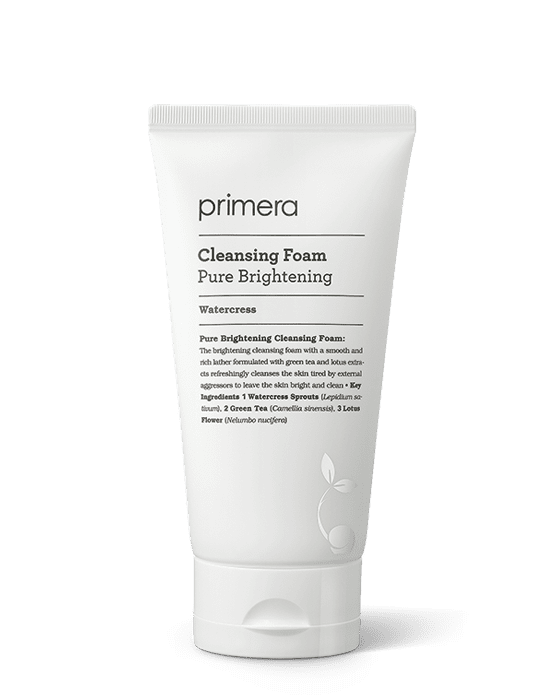 primera
Cleansing Foam
Pure Brightening
Watercress
Pure Brightening Cleansing Foam:
The brightening cleansing foam with a smooth and
rich lather formulated with green tea and lotus extra-
cts refreshingly cleanses the skin tired by external
aggressors to leave the skin bright and clean • Key
Ingredients 1 Watercress Sprouts (Lepidium sa-
tivum), 2 Green Tea (Camellia sinensis), 3 Lotus
Flower (Nelumbo nucifera)